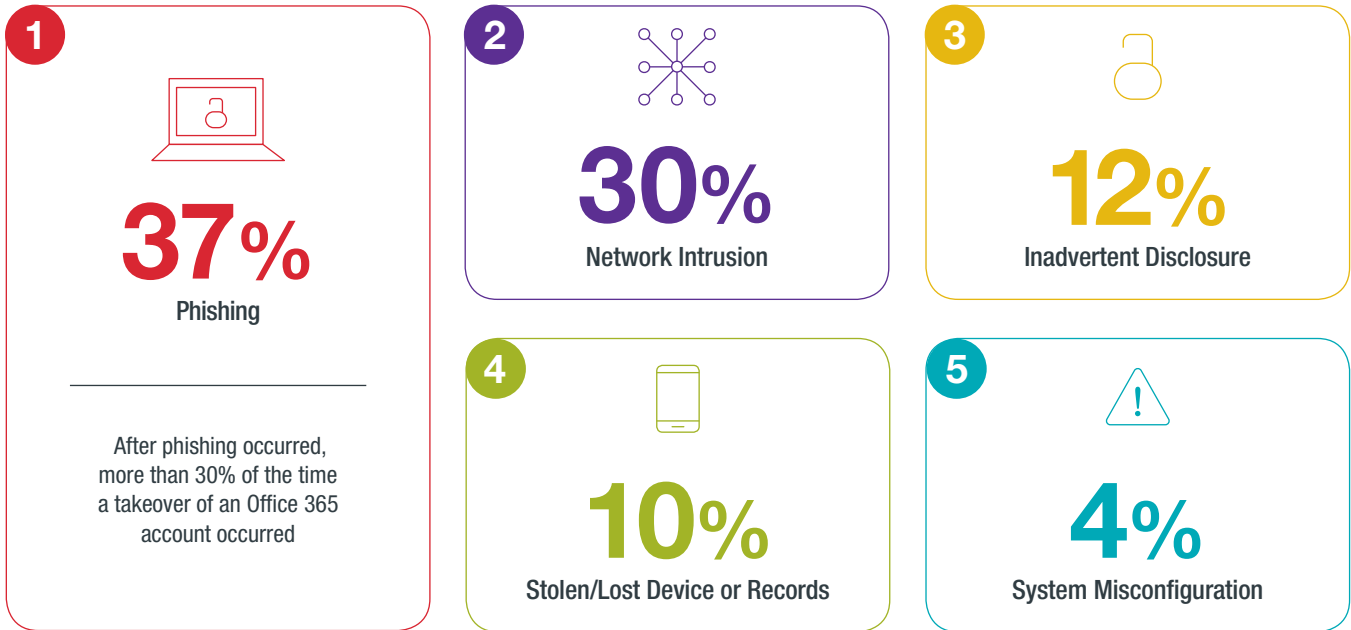 1
37%
Phishing
After phishing occurred,
more than 30% of the time
a takeover of an Office 365
account occurred
2
30%
Network Intrusion
3
12%
Inadvertent Disclosure
4
10%
Stolen/Lost Device or Records
5
4%
System Misconfiguration